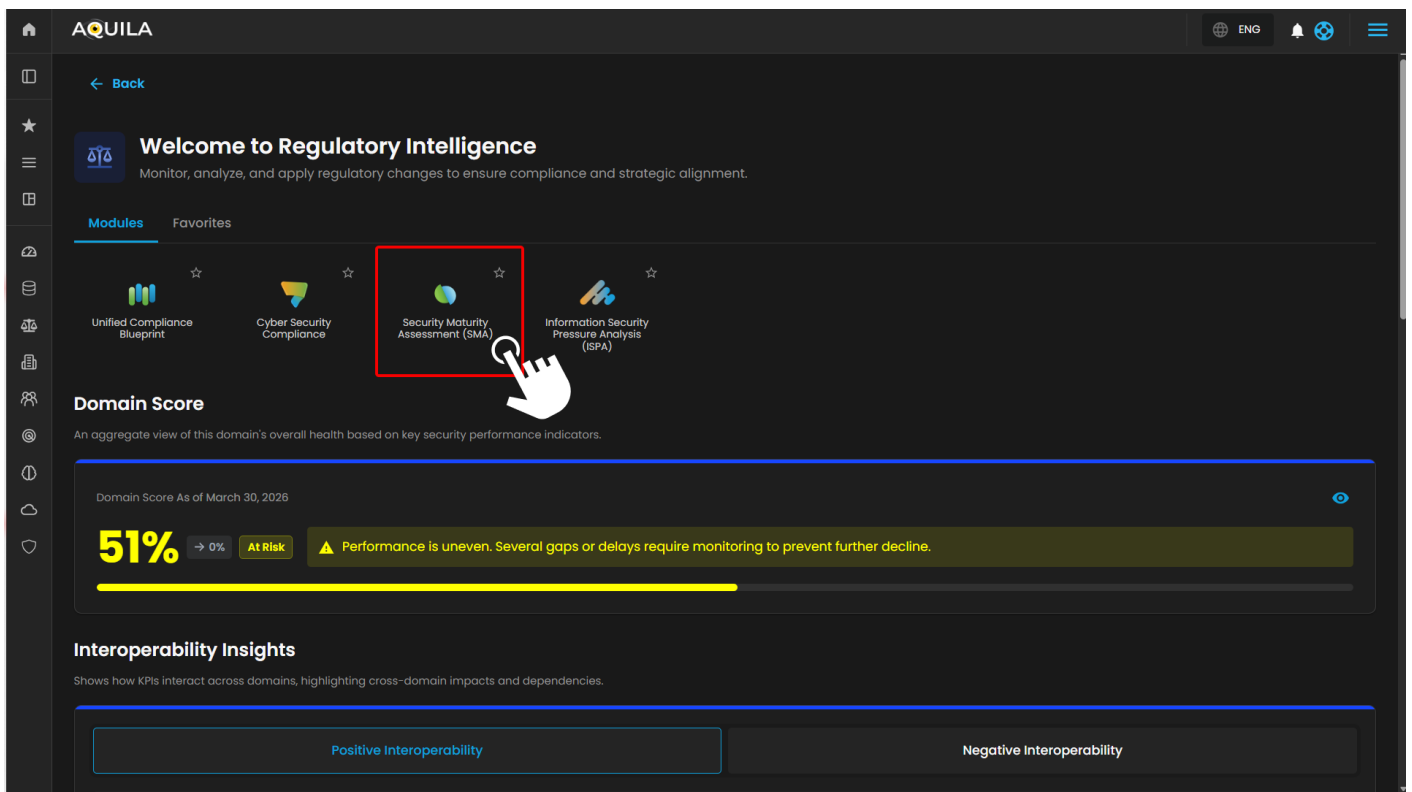 AQUILA
ENG
Back
Welcome to Regulatory Intelligence
Monitor, analyze, and apply regulatory changes to ensure compliance and strategic alignment.
Modules Favorites
Unified Compliance
Blueprint
Cyber Security
Compliance
Security Maturity
Assessment (SMA)
Information Security
Pressure Analysis
(ISPA)
Domain Score
An aggregate view of this domain's overall health based on key security performance indicators.
Domain Score As of March 30, 2026
51% → 0% At Risk Performance is uneven. Several gaps or delays require monitoring to prevent further decline.
Interoperability Insights
Shows how KPIs interact across domains, highlighting cross-domain impacts and dependencies.
Positive Interoperability Negative Interoperability